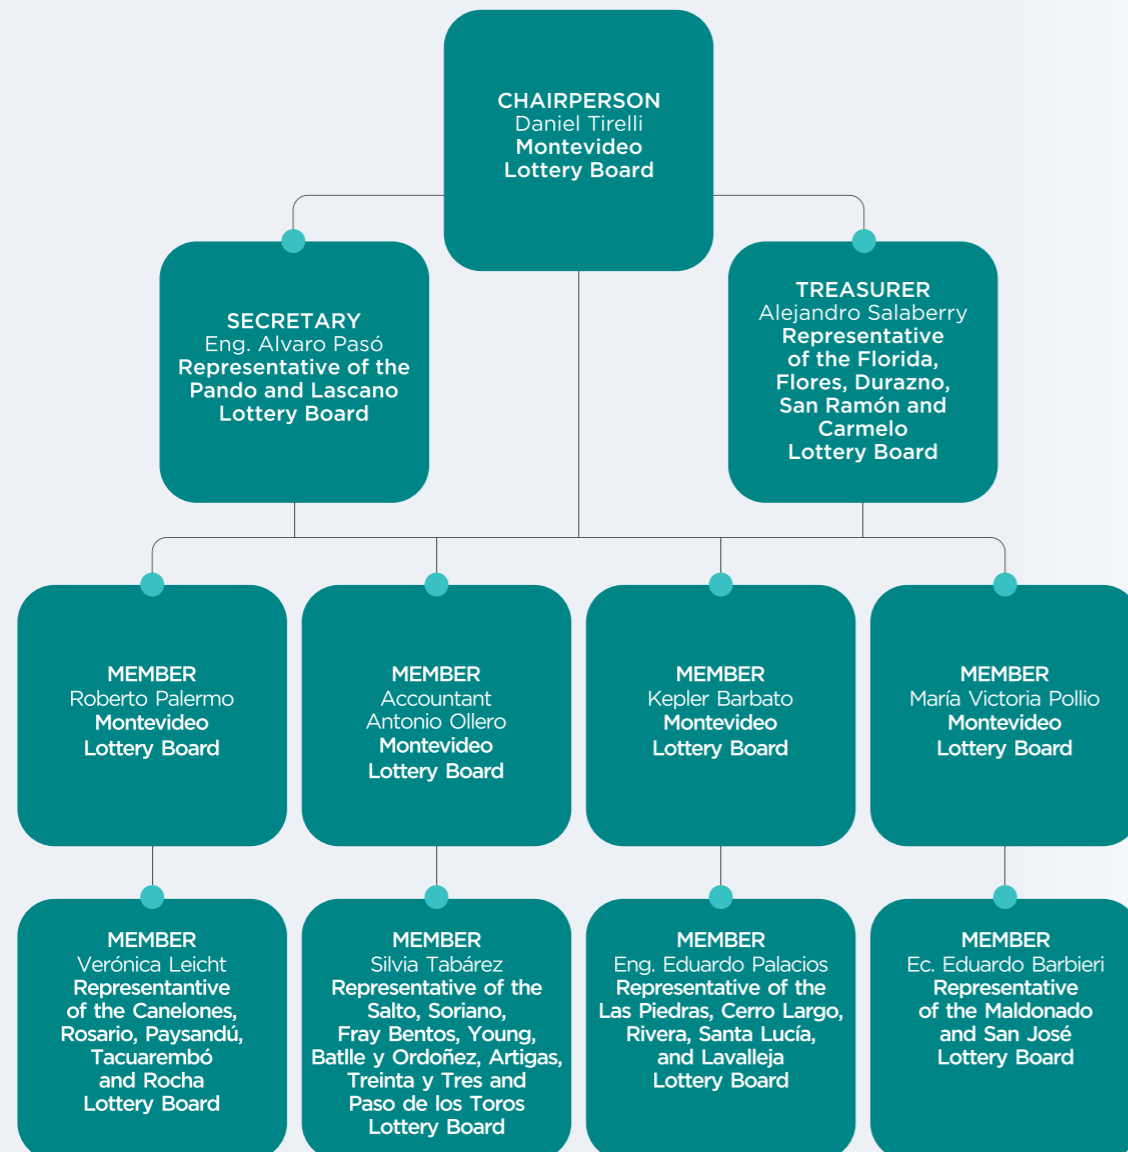 CHAIRPERSON
Daniel Tirelli
Montevideo
Lottery Board
SECRETARY
Eng. Alvaro Pasó
Representative of the
Pando and Lascano
Lottery Board
TREASURER
Alejandro Salaberry
Representative
of the Florida,
Flores, Durazno,
San Ramón and
Carmelo
Lottery Board
MEMBER
Roberto Palermo
Montevideo
Lottery Board
MEMBER
Accountant
Antonio Ollero
Montevideo
Lottery Board
MEMBER
Kepler Barbato
Montevideo
Lottery Board
MEMBER
María Victoria Pollio
Montevideo
Lottery Board
MEMBER
Verónica Leicht
Representantive
of the Canelones,
Rosario, Paysandú,
Tacuarembó
and Rocha
Lottery Board
MEMBER
Silvia Tabárez
Representative of the
Salto, Soriano,
Fray Bentos, Young,
Batlle y Ordoñez, Artigas,
Treinta y Tres and
Paso de los Toros
Lottery Board
MEMBER
Eng. Eduardo Palacios
Representative of the
Las Piedras, Cerro Largo,
Rivera, Santa Lucía,
and Lavalleja
Lottery Board
MEMBER
Ec. Eduardo Barbieri
Representative
of the Maldonado
and San José
Lottery Board